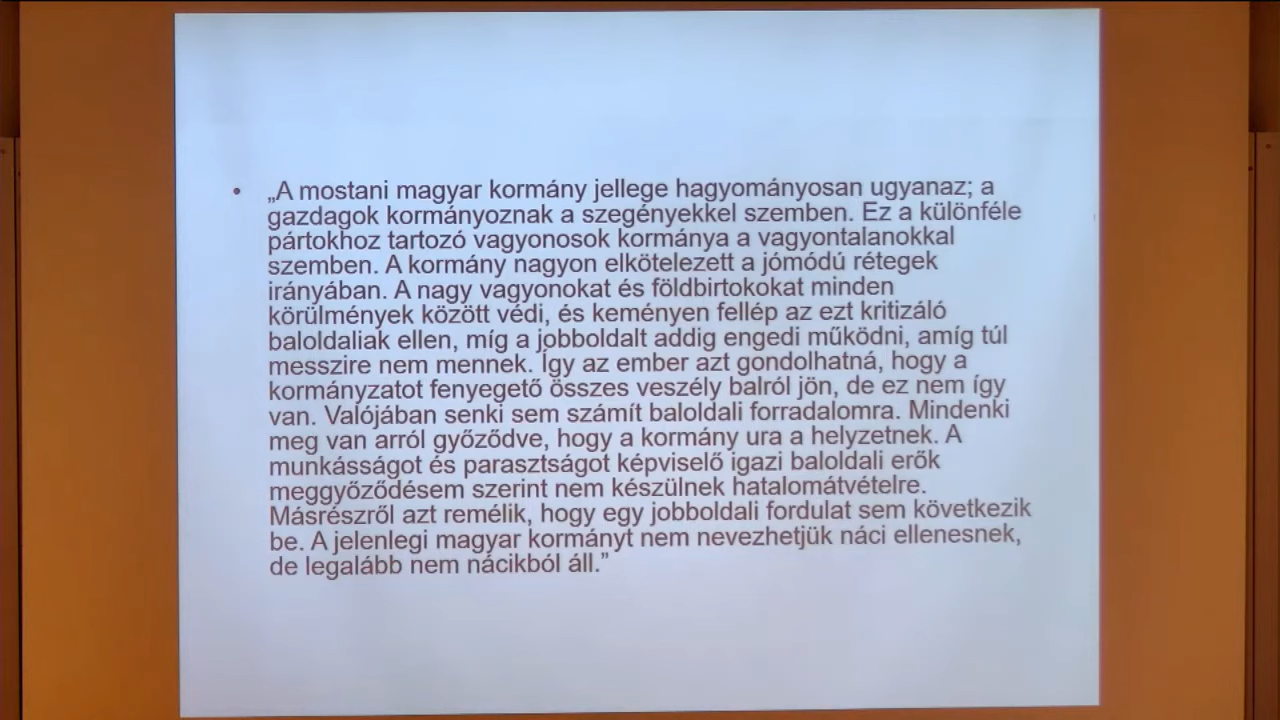 • „A mostani magyar kormány jellege hagyományosan ugyanaz; a
gazdagok kormányoznak a szegényekkel szemben. Ez a különféle
pártokhoz tartozó vagyonosok kormánya a vagyontalanokkal
szemben. A kormány nagyon elkötelezett a jómódú rétegek
irányában. A nagy vagyonokat és földbirtokokat minden
körülmények között védi, és keményen fellép az ezt kritizáló
baloldaliak ellen, míg a jobboldalt addig engedi működni, amíg túl
messzire nem mennek. Így az ember azt gondolhatná, hogy a
kormányzatot fenyegető összes veszély balról jön, de ez nem így
van. Valójában senki sem számít baloldali forradalomra. Mindenki
meg van arról győződve, hogy a kormány ura a helyzetnek. A
munkásságot és parasztságot képviselő igazi baloldali erők
meggyőződésem szerint nem készülnek hatalomátvételre.
Másrészről azt remélik, hogy egy jobboldali fordulat sem következik
be. A jelenlegi magyar kormányt nem nevezhetjük náci ellenesnek,
de legalább nem nácikból áll.”